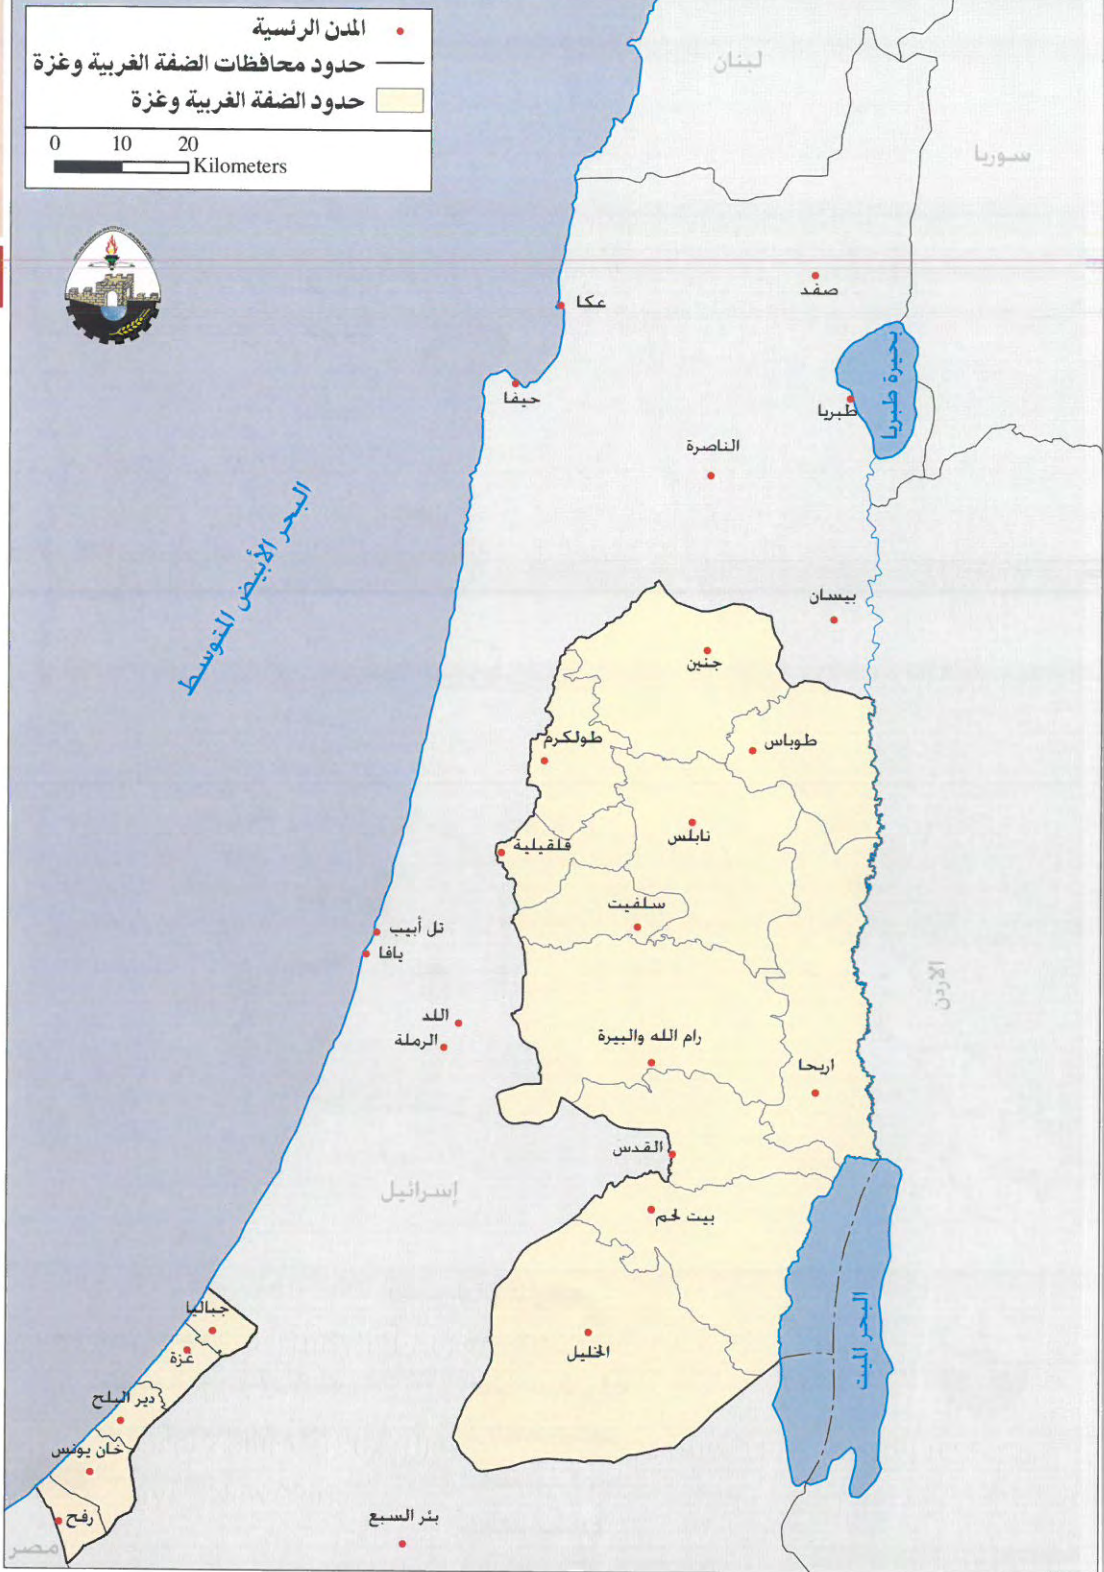 المدن الرئسية
حدود محافظات الضفة الغربية وغزة
حدود الضفة الغربية وغزة
0 10 20
Kilometers
لبنان
سوريا
صفد
عكا
بحيرة طبريا
حيفا
طبريا
الناصرة
البحر الأبيض المتوسط
بيسان
جنين
طولكرم
طوباس
نابلس
قلقيلية
سلفيت
تل أبيب
يافا
الاردن
اللد
الرملة
رام الله والبيرة
اريحا
القدس
إسرائيل
بيت لحم
جباليا
غزة
الخليل
البحر الميت
دير البلح
خان يونس
رفح
بئر السبع
مصر